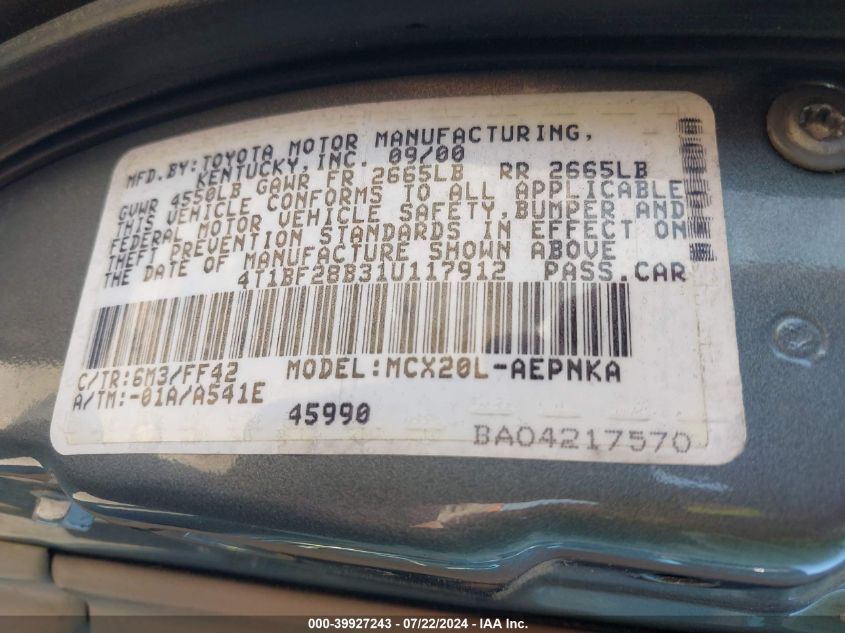 MFD.BY:TOYOTA MOTOR MANUFACTURING,
KENTUCKY, INC. 09/00
GVWR 4550LB GAWR FR 2665LB RR 2665LB
THIS VEHICLE CONFORMS TO ALL APPLICABLE
FEDERAL MOTOR VEHICLE SAFETY, BUMPER AND
THEFT PREVENTION STANDARDS IN EFFECT ON
THE DATE OF MANUFACTURE SHOWN ABOVE
4T1BF28B31U117912 PASS.CAR
C/TR:6M3/FF42 MODEL:MCX20L-AEPNKA
A/TM:-01A/A541E
45990
BA04217570
000-39927243 - 07/22/2024 - IAA Inc.